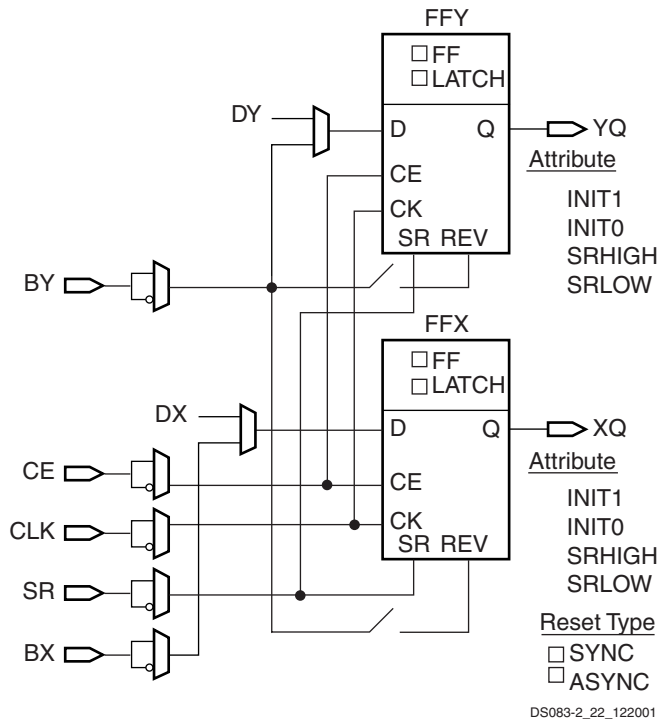 FFY
FF
LATCH
DY
D
Q
YQ
Attribute
CE
INIT1
CK
INIT0
SR REV
SRHIGH
BY
SRLOW
FFX
FF
LATCH
DX
D
Q
XQ
Attribute
CE
CE
INIT1
CLK
CK
INIT0
SR REV
SRHIGH
SR
SRLOW
Reset Type
BX
SYNC
ASYNC
DS083-2_22_122001